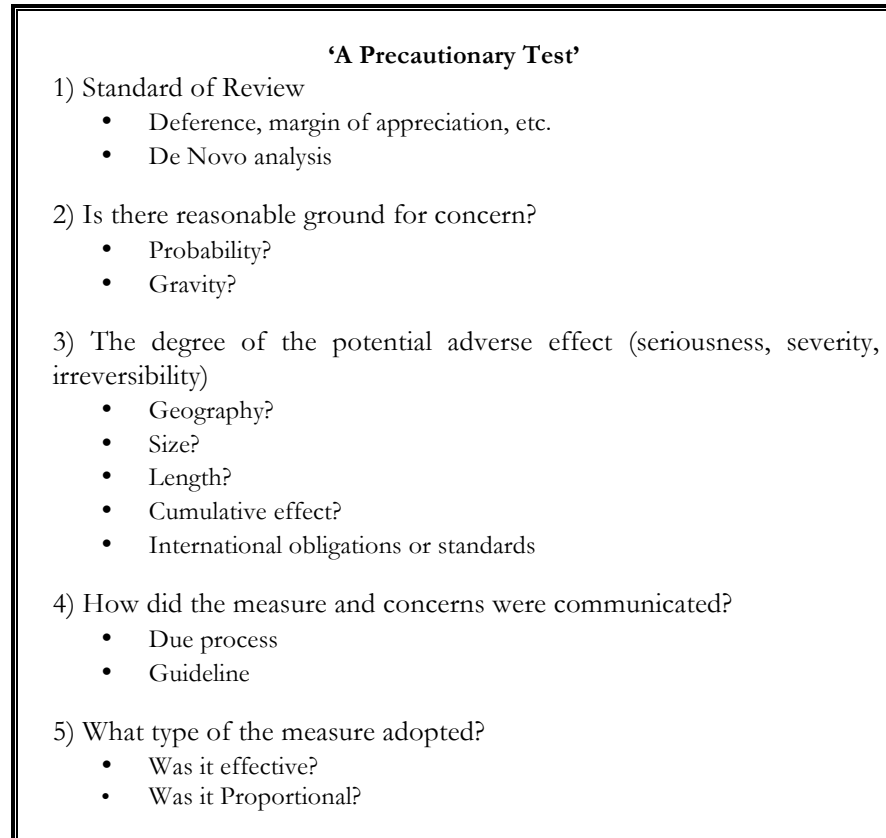 ‘A Precautionary Test’
1) Standard of Review
• Deference, margin of appreciation, etc.
• De Novo analysis
2) Is there reasonable ground for concern?
• Probability?
• Gravity?
3) The degree of the potential adverse effect (seriousness, severity,
irreversibility)
• Geography?
• Size?
• Length?
• Cumulative effect?
• International obligations or standards
4) How did the measure and concerns were communicated?
• Due process
• Guideline
5) What type of the measure adopted?
• Was it effective?
• Was it Proportional?